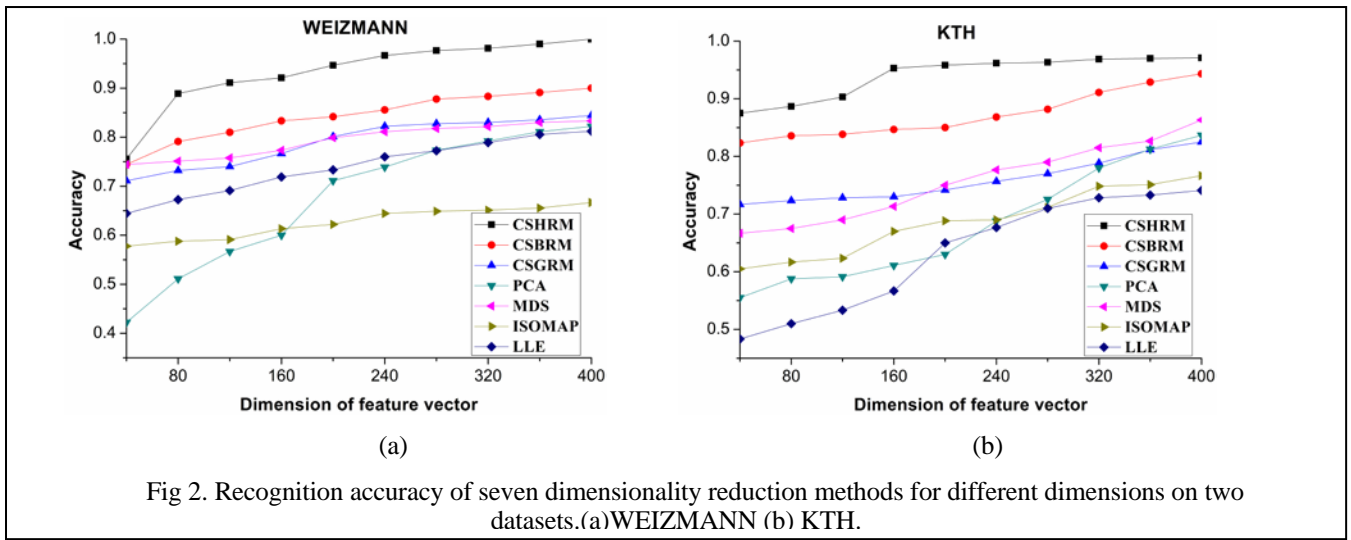 WEIZMANN
1.0
0.9
0.8
0.7
0.6
0.5
0.4
Accuracy
80
160
240
320
400
Dimension of feature vector
CSHRM
CSBRM
CSGRM
PCA
MDS
ISOMAP
LLE
(a)
KTH
1.0
0.9
0.8
0.7
0.6
0.5
Accuracy
80
160
240
320
400
Dimension of feature vector
CSHRM
CSBRM
CSGRM
PCA
MDS
ISOMAP
LLE
(b)
Fig 2. Recognition accuracy of seven dimensionality reduction methods for different dimensions on two
datasets.(a)WEIZMANN (b) KTH.